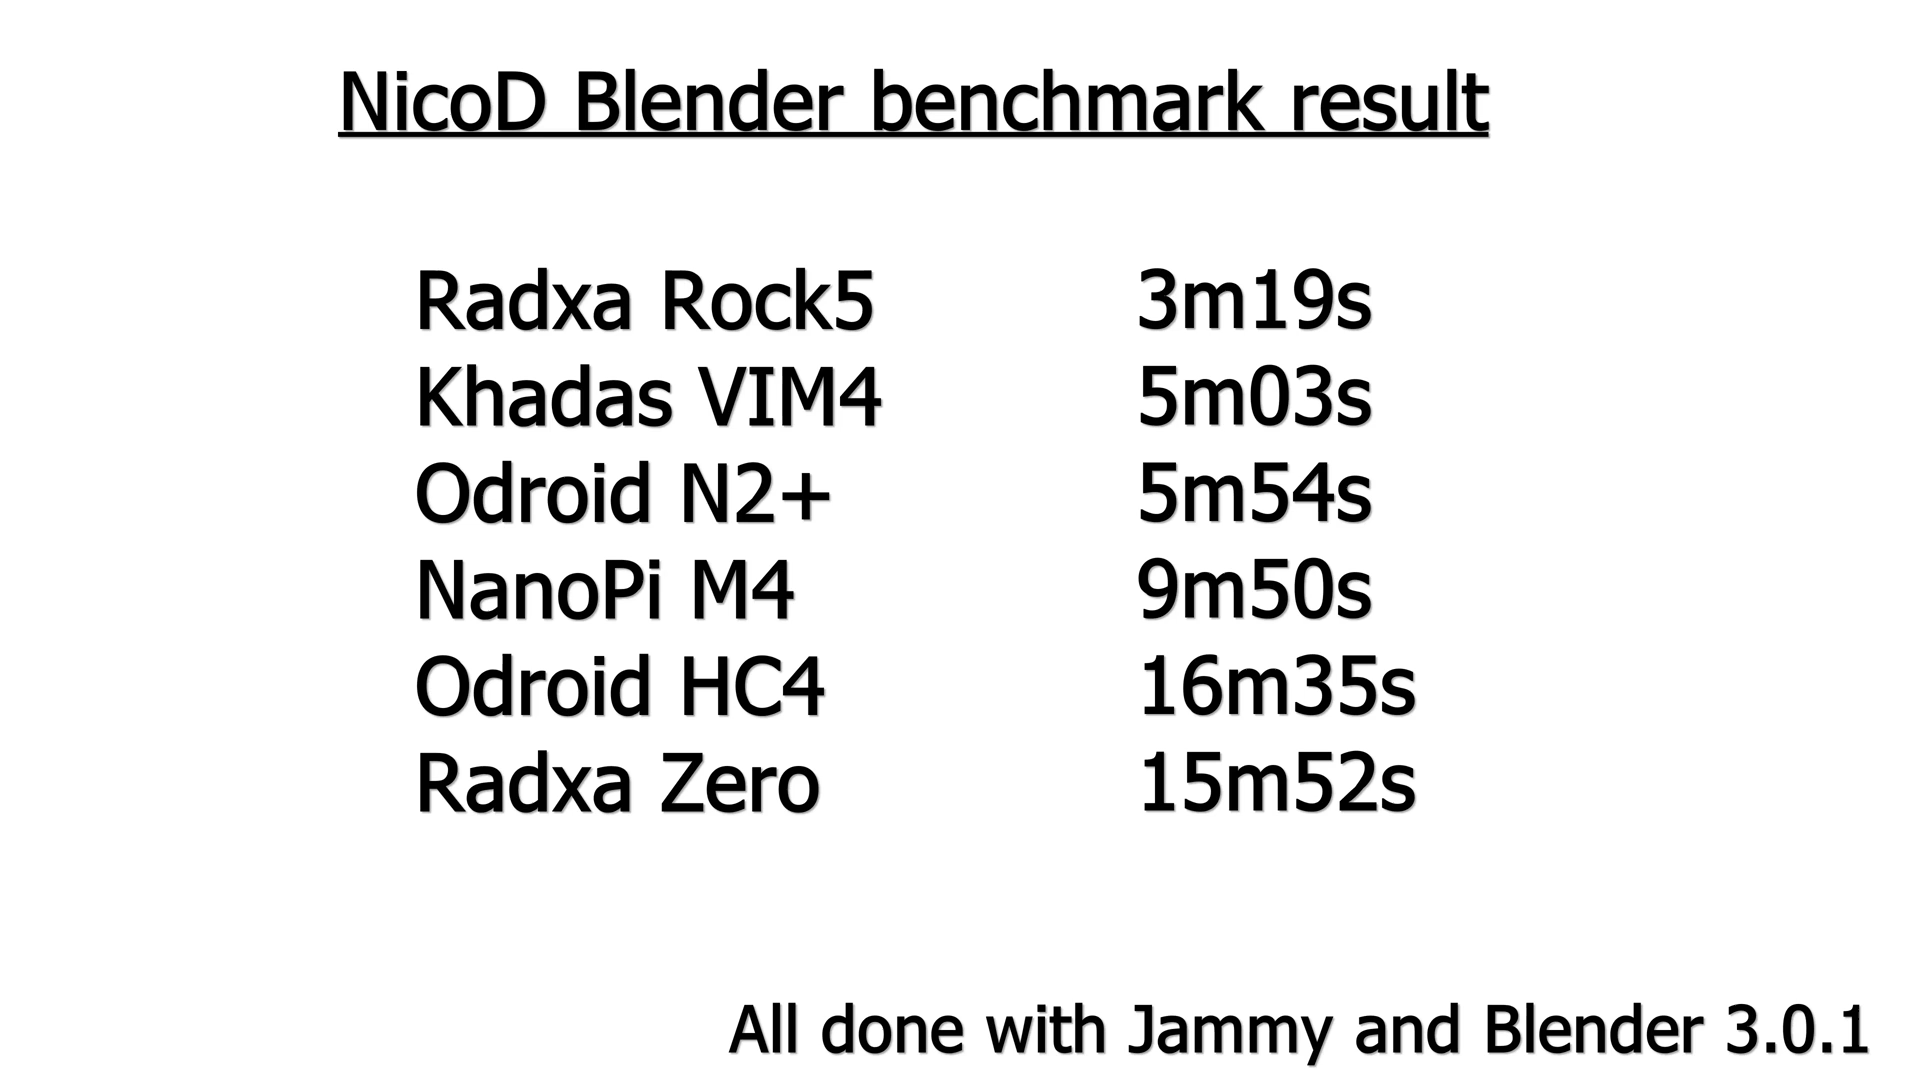 NicoD Blender benchmark result
Radxa Rock5 3m19s
Khadas VIM4 5m03s
Odroid N2+ 5m54s
NanoPi M4 9m50s
Odroid HC4 16m35s
Radxa Zero 15m52s
All done with Jammy and Blender 3.0.1